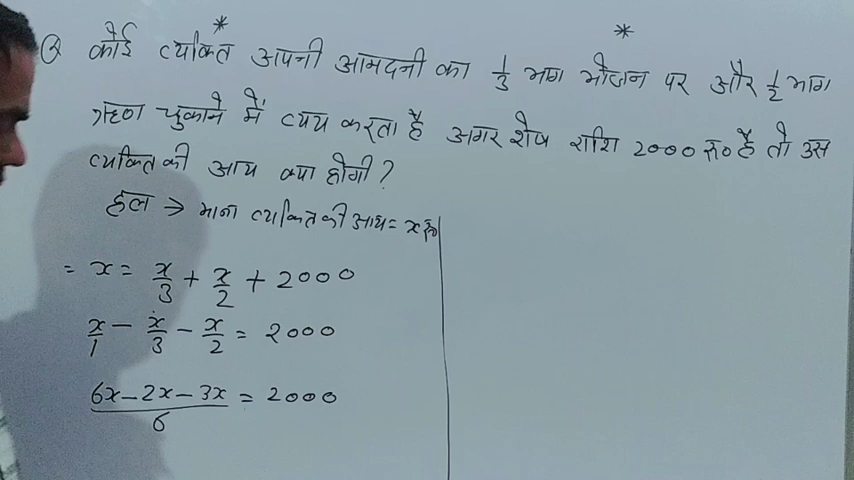 Q कोई व्यक्ति अपनी आमदनी का 1/3 भाग भोजन पर और 1/2 भाग
ऋण चुकाने में व्यय करता है अगर शेष राशि 2000 रु० है तो उस
व्यक्ति की आय क्या होगी?
हल → माना व्यक्ति की आय = x रु०
= x = x/3 + x/2 + 2000
x/1 - x/3 - x/2 = 2000
6x - 2x - 3x/6 = 2000